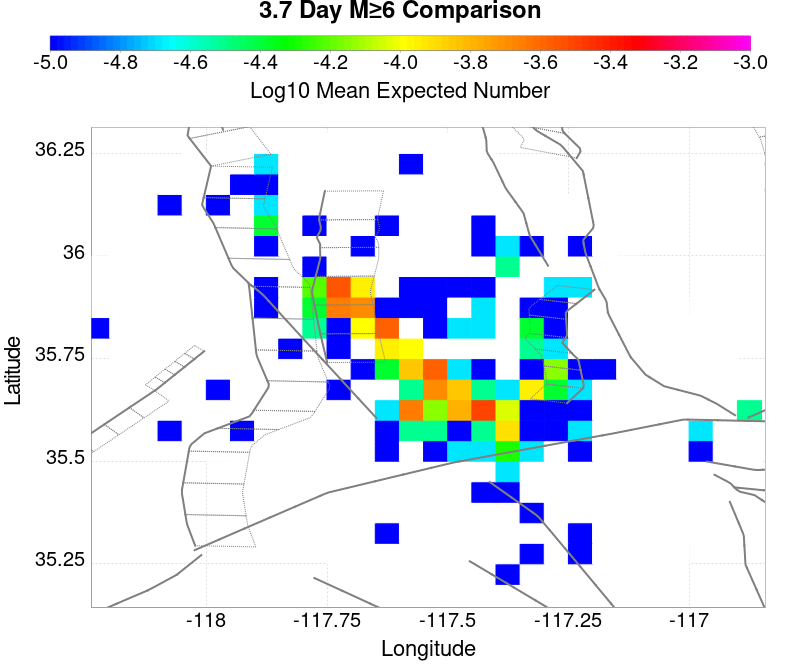 3.7 Day M≥6 Comparison
-5.0 -4.8 -4.6 -4.4 -4.2 -4.0 -3.8 -3.6 -3.4 -3.2 -3.0
Log10 Mean Expected Number
36.25
36
35.75
35.5
35.25
Latitude
-118 -117.75 -117.5 -117.25 -117
Longitude